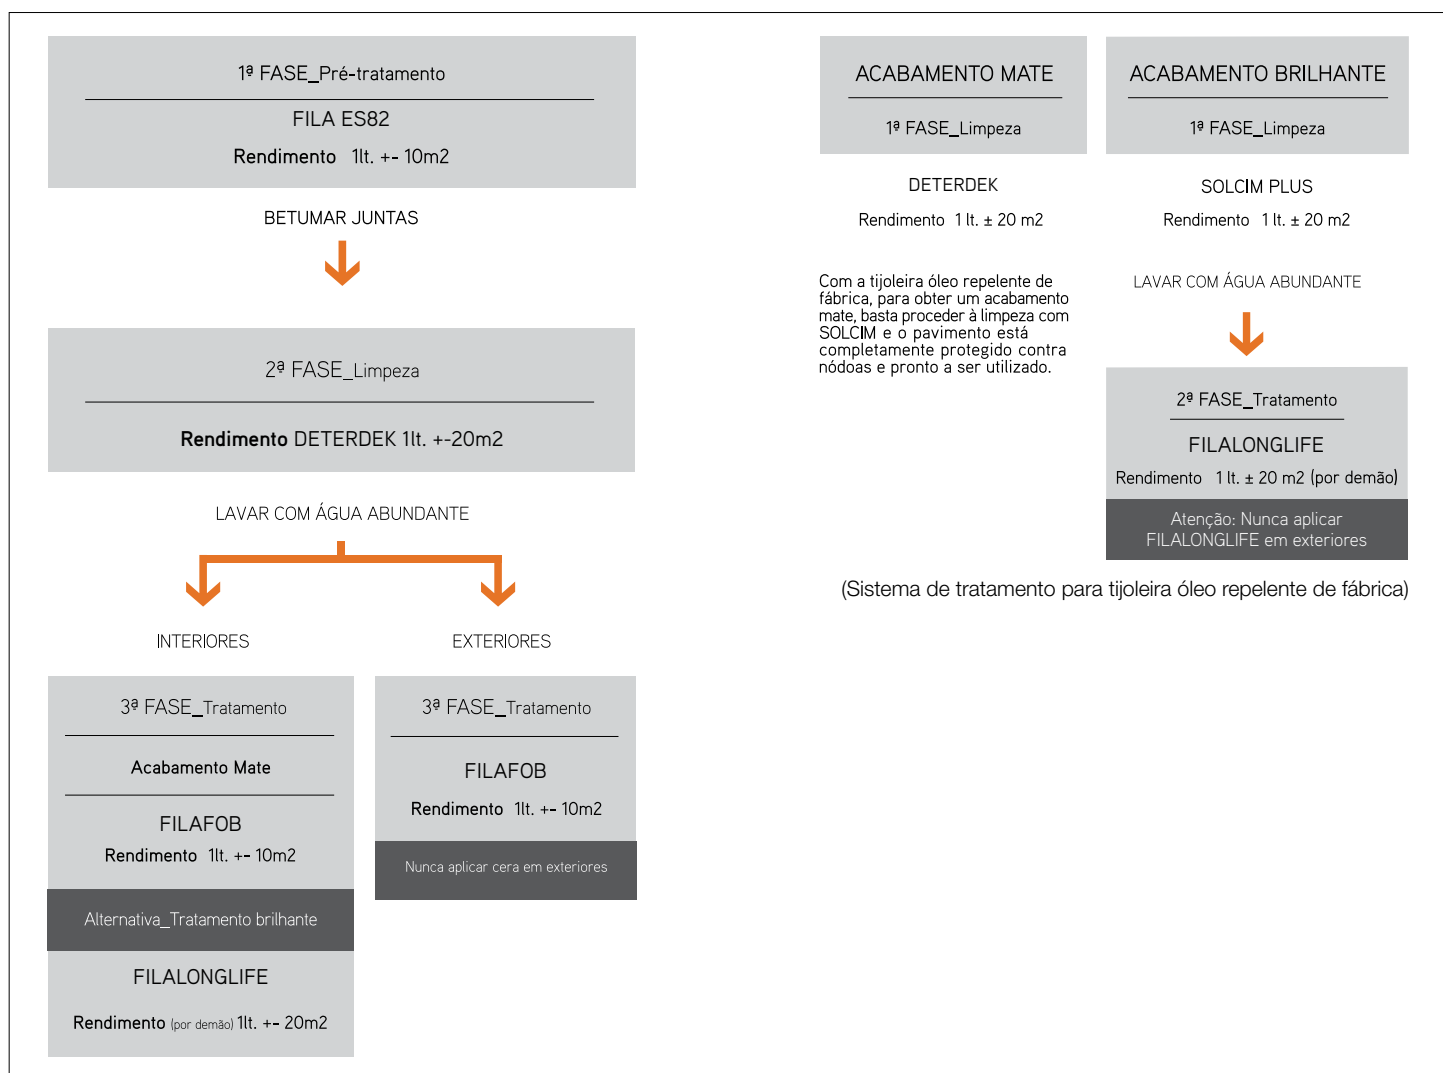 1ª FASE_Pré-tratamento
FILA ES82
Rendimento 1lt. +- 10m2
BETUMAR JUNTAS
2ª FASE_Limpeza
Rendimento DETERDEK 1lt. +-20m2
LAVAR COM ÁGUA ABUNDANTE
INTERIORES
3ª FASE_Tratamento
Acabamento Mate
FILAFOB
Rendimento 1lt. +- 10m2
Alternativa_Tratamento brilhante
FILALONGLIFE
Rendimento (por demão) 1lt. +- 20m2
EXTERIORES
3ª FASE_Tratamento
FILAFOB
Rendimento 1lt. +- 10m2
Nunca aplicar cera em exteriores
ACABAMENTO MATE
1ª FASE_Limpeza
DETERDEK
Rendimento 1 lt. ± 20 m2
Com a tijoleira óleo repelente de
fábrica, para obter um acabamento
mate, basta proceder à limpeza com
SOLCIM e o pavimento está
completamente protegido contra
nódoas e pronto a ser utilizado.
ACABAMENTO BRILHANTE
1ª FASE_Limpeza
SOLCIM PLUS
Rendimento 1 lt. ± 20 m2
LAVAR COM ÁGUA ABUNDANTE
2ª FASE_Tratamento
FILALONGLIFE
Rendimento 1 lt. ± 20 m2 (por demão)
Atenção: Nunca aplicar
FILALONGLIFE em exteriores
(Sistema de tratamento para tijoleira óleo repelente de fábrica)